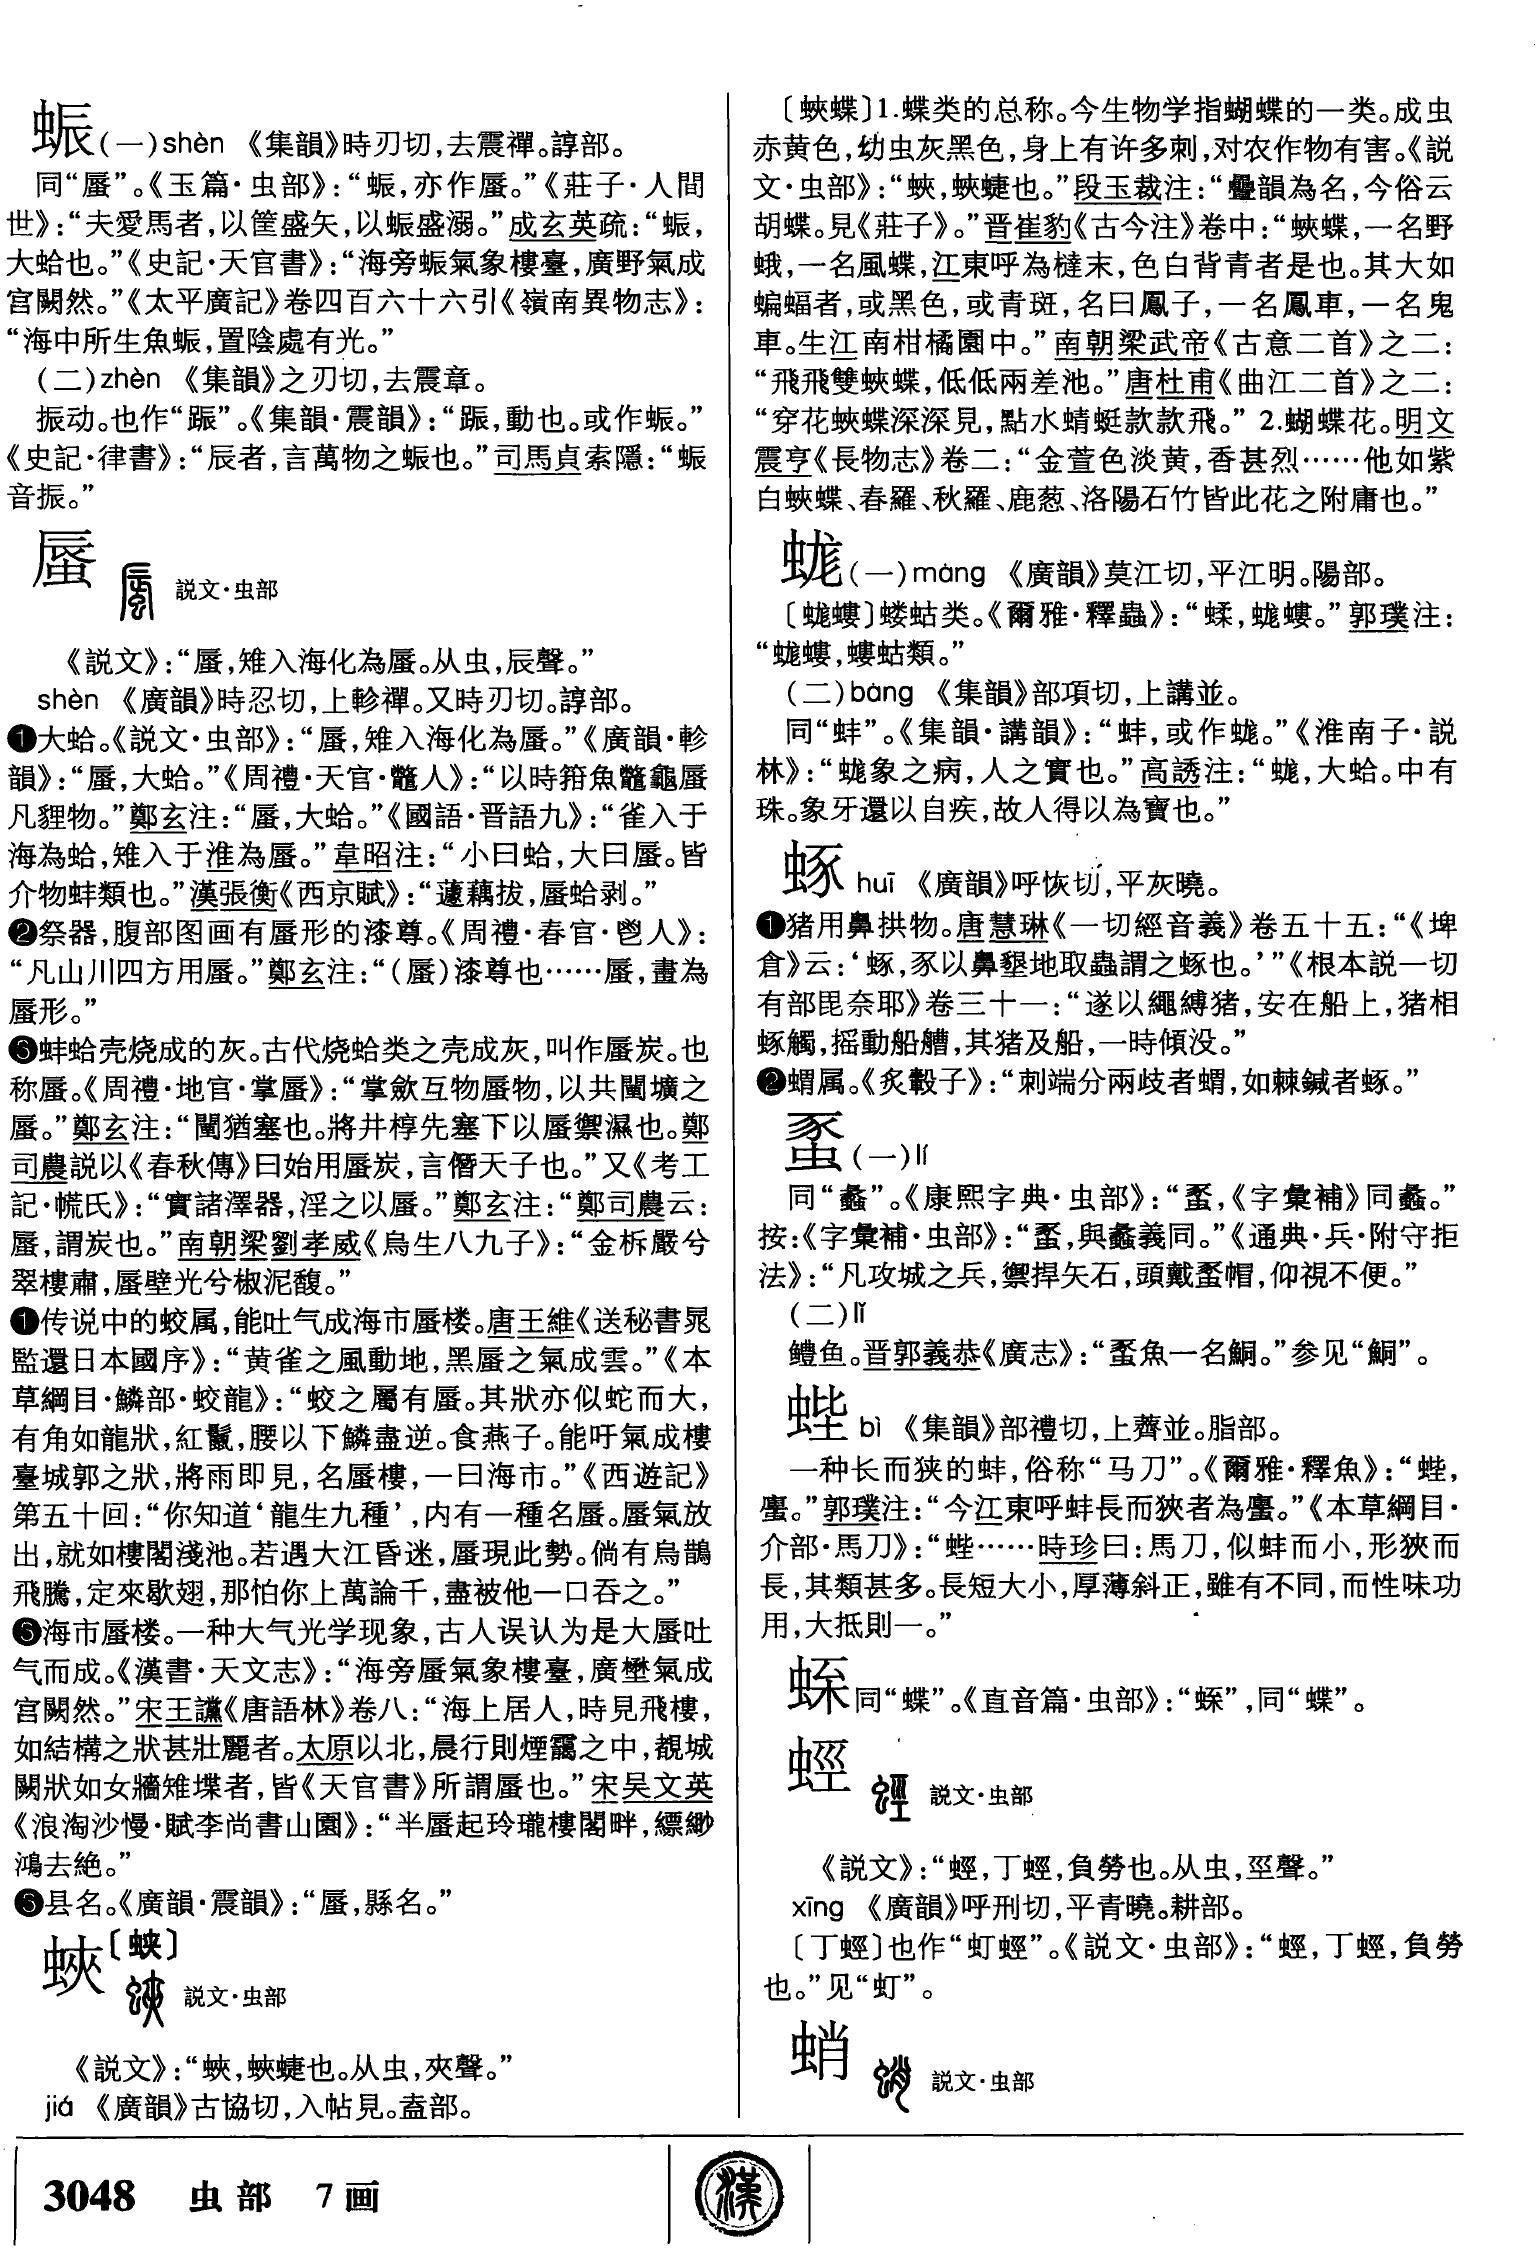 蜄(一)shèn 《集韻》時刃切,去震禪。諄部。
同“蜃”。《玉篇·虫部》:“蜄,亦作蜃。”《莊子·人間
世》:“夫愛馬者,以筐盛矢,以蜄盛溺。”成玄英疏:“蜄,
大蛤也。”《史記·天官書》:“海旁蜄氣象樓臺,廣野氣成
宫闕然。”《太平廣記》卷四百六十六引《嶺南異物志》:
“海中所生魚蜄,置陰處有光。”
(二)zhèn 《集韻》之刃切,去震章。
振动。也作“踬”。《集韻·震韻》:“踬,動也。或作蜄。”
《史記·律書》:“辰者,言萬物之蜄也。”司馬貞索隱:“蜄
音振。”
蜃 説文·虫部
《説文》:“蜃,雉入海化為蜃。从虫,辰聲。”
shèn 《廣韻》時忍切,上軫禪。又時刃切。諄部。
❶大蛤。《説文·虫部》:“蜃,雉入海化為蜃。”《廣韻·軫
韻》:“蜃,大蛤。”《周禮·天官·鼈人》:“以時簎魚鼈龜蜃
凡貍物。”鄭玄注:“蜃,大蛤。”《國語·晋語九》:“雀入于
海為蛤,雉入于淮為蜃。”韋昭注:“小曰蛤,大曰蜃。皆
介物蚌類也。”漢張衡《西京賦》:“蘧藕拔,蜃蛤剥。”
❷祭器,腹部图画有蜃形的漆尊。《周禮·春官·鬯人》:
“凡山川四方用蜃。”鄭玄注:“(蜃)漆尊也……蜃,畫為
蜃形。”
❸蚌蛤壳烧成的灰。古代烧蛤类之壳成灰,叫作蜃炭。也
称蜃。《周禮·地官·掌蜃》:“掌斂互物蜃物,以共闉壙之
蜃。”鄭玄注:“闉猶塞也。將井椁先塞下以蜃禦濕也。鄭
司農説以《春秋傳》曰始用蜃炭,言僭天子也。”又《考工
記·㡛氏》:“實諸澤器,淫之以蜃。”鄭玄注:“鄭司農云:
蜃,謂炭也。”南朝梁劉孝威《烏生八九子》:“金柝嚴兮
翠樓肅,蜃壁光兮椒泥馥。”
❶传说中的蛟属,能吐气成海市蜃楼。唐王維《送秘書晁
監還日本國序》:“黄雀之風動地,黑蜃之氣成雲。”《本
草綱目·鱗部·蛟龍》:“蛟之屬有蜃。其狀亦似蛇而大,
有角如龍狀,紅鬣,腰以下鱗盡逆。食燕子。能吁氣成樓
臺城郭之狀,將雨即見,名蜃樓,一曰海市。”《西遊記》
第五十回:“你知道‘龍生九種’,内有一種名蜃。蜃氣放
出,就如樓閣淺池。若遇大江昏迷,蜃現此勢。倘有鳥鵲
飛騰,定來歇翅,那怕你上萬論千,盡被他一口吞之。”
❺海市蜃楼。一种大气光学现象,古人误认为是大蜃吐
气而成。《漢書·天文志》:“海旁蜃氣象樓臺,廣壄氣成
宫闕然。”宋王讜《唐語林》卷八:“海上居人,時見飛樓,
如結構之狀甚壯麗者。太原以北,晨行則煙靄之中,覩城
闕狀如女牆雉堞者,皆《天官書》所謂蜃也。”宋吴文英
《浪淘沙慢·賦李尚書山園》:“半蜃起玲瓏樓閣畔,縹緲
鴻去絶。”
❻县名。《廣韻·震韻》:“蜃,縣名。”
蛺〔蛱〕 説文·虫部
《説文》:“蛺,蛺蜨也。从虫,夾聲。”
jiá 《廣韻》古協切,入帖見。盍部。
〔蛺蝶〕1.蝶类的总称。今生物学指蝴蝶的一类。成虫
赤黄色,幼虫灰黑色,身上有许多刺,对农作物有害。《説
文·虫部》:“蛺,蛺蜨也。”段玉裁注:“疊韻為名,今俗云
胡蝶。見《莊子》。”晋崔豹《古今注》卷中:“蛺蝶,一名野
蛾,一名風蝶,江東呼為撻末,色白背青者是也。其大如
蝙蝠者,或黑色,或青斑,名曰鳳子,一名鳳車,一名鬼
車。生江南柑橘園中。”南朝梁武帝《古意二首》之二:
“飛飛雙蛺蝶,低低兩差池。”唐杜甫《曲江二首》之二:
“穿花蛺蝶深深見,點水蜻蜓款款飛。” 2.蝴蝶花。明文
震亨《長物志》卷二:“金萱色淡黄,香甚烈……他如紫
白蛺蝶、春羅、秋羅、鹿葱、洛陽石竹皆此花之附庸也。”
蛖(一)máng 《廣韻》莫江切,平江明。陽部。
〔蛖螻〕蝼蛄类。《爾雅·釋蟲》:“蝚,蛖螻。”郭璞注:
“蛖螻,螻蛄類。”
(二)bàng 《集韻》部項切,上講並。
同“蚌”。《集韻·講韻》:“蚌,或作蛖。”《淮南子·説
林》:“蛖象之病,人之寶也。”高誘注:“蛖,大蛤。中有
珠。象牙還以自疾,故人得以為寶也。”
蜸 huī 《廣韻》呼恢切,平灰曉。
❶猪用鼻拱物。唐慧琳《一切經音義》卷五十五:“《埤
倉》云:‘豥,豕以鼻墾地取蟲謂之豥也。’”《根本説一切
有部毘奈耶》卷三十一:“遂以繩縛猪,安在船上,猪相
觸,摇動船艚,其猪及船,一時傾没。”
❷蝟属。《炙轂子》:“刺端分兩歧者蝟,如棘鍼者。”
(一)lí
同“蠡”。《康熙字典·虫部》:“,《字彙補》同蠡。”
按:《字彙補·虫部》:“,與蠡義同。”《通典·兵·附守拒
法》:“凡攻城之兵,禦捍矢石,頭戴帽,仰視不便。”
(二)lǐ
鳢鱼。晋郭義恭《廣志》:“魚一名鮦。”参见“鮦”。
蜌 bì 《集韻》部禮切,上薺並。脂部。
一种长而狭的蚌,俗称“马刀”。《爾雅·釋魚》:“蜌,
螷。”郭璞注:“今江東呼蚌長而狹者為螷。”《本草綱目·
介部·馬刀》:“蜌……時珍曰:馬刀,似蚌而小,形狹而
長,其類甚多。長短大小,厚薄斜正,雖有不同,而性味功
用,大抵則一。”
同“蝶”。《直音篇·虫部》:“”,同“蝶”。
蛵 説文·虫部
《説文》:“蛵,丁蛵,負勞也。从虫,巠聲。”
xīng 《廣韻》呼刑切,平青曉。耕部。
〔丁蛵〕也作“虰蛵”。《説文·虫部》:“蛵,丁蛵,負勞
也。”见“虰”。
蛸 説文·虫部
3048 虫部 7画
漢